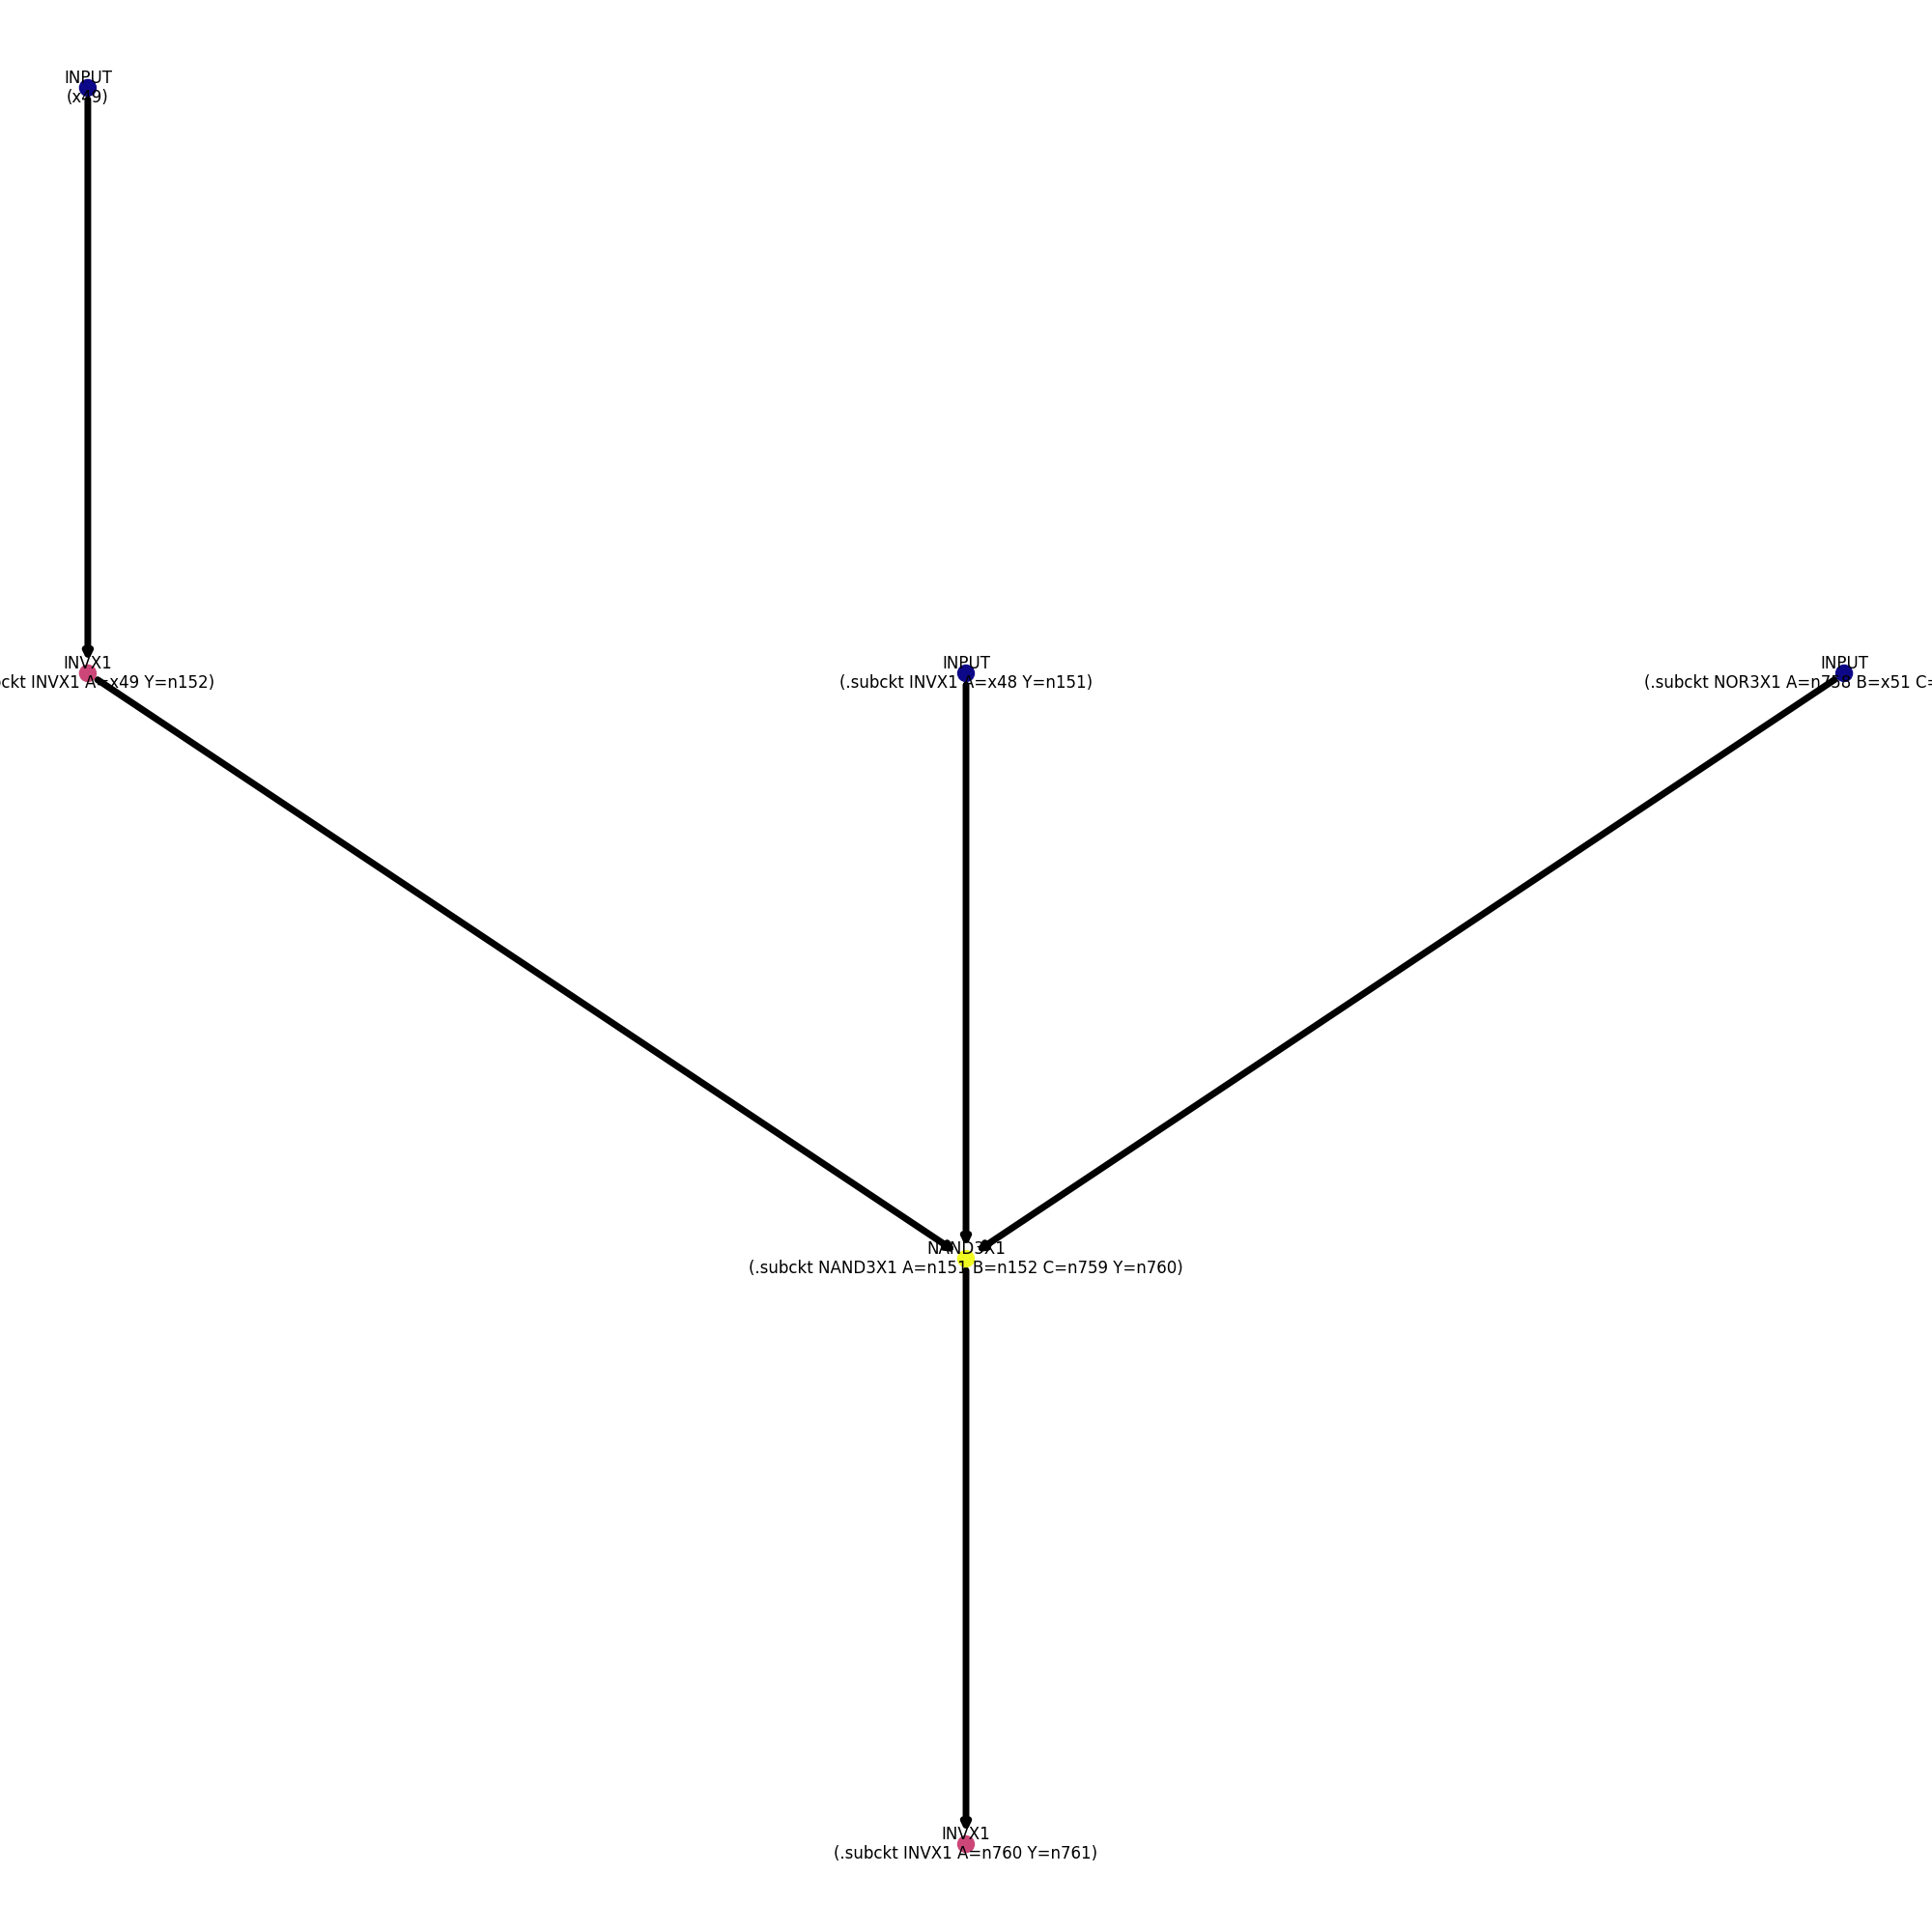 INPUT
(x49)
INVX1
ckt INVX1 A=x49 Y=n152)
INPUT
(.subckt INVX1 A=x48 Y=n151)
INPUT
(.subckt NOR3X1 A=n758 B=x51 C=
NAND3X1
(.subckt NAND3X1 A=n151 B=n152 C=n759 Y=n760)
INVX1
(.subckt INVX1 A=n760 Y=n761)